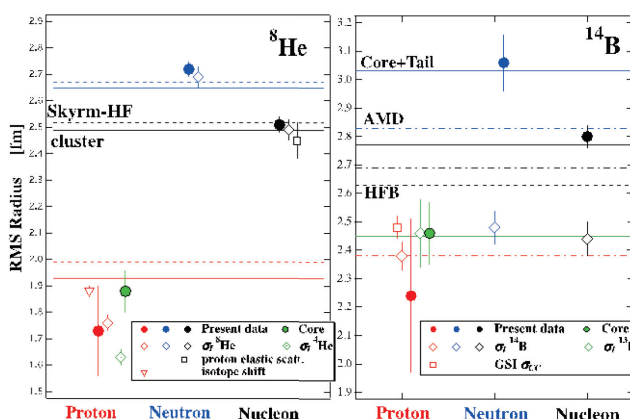 ⁸He
¹⁴B
RMS Radius [fm]
2.7
2.6
2.5
2.4
2.3
2.2
2.1
2.0
1.9
1.8
1.7
1.6
1.5
Skyrm-HF
cluster
Present data
Core
σI ⁸He
σI ⁴He
proton elastic scatt.
isotope shift
Proton
Neutron
Nucleon
3.2
3.1
3.0
2.9
2.8
2.7
2.6
2.5
2.4
2.3
2.2
2.1
2.0
1.9
Core+Tail
AMD
HFB
Present data
Core
σI ¹⁴B
GSI σCC
Proton
Neutron
Nucleon